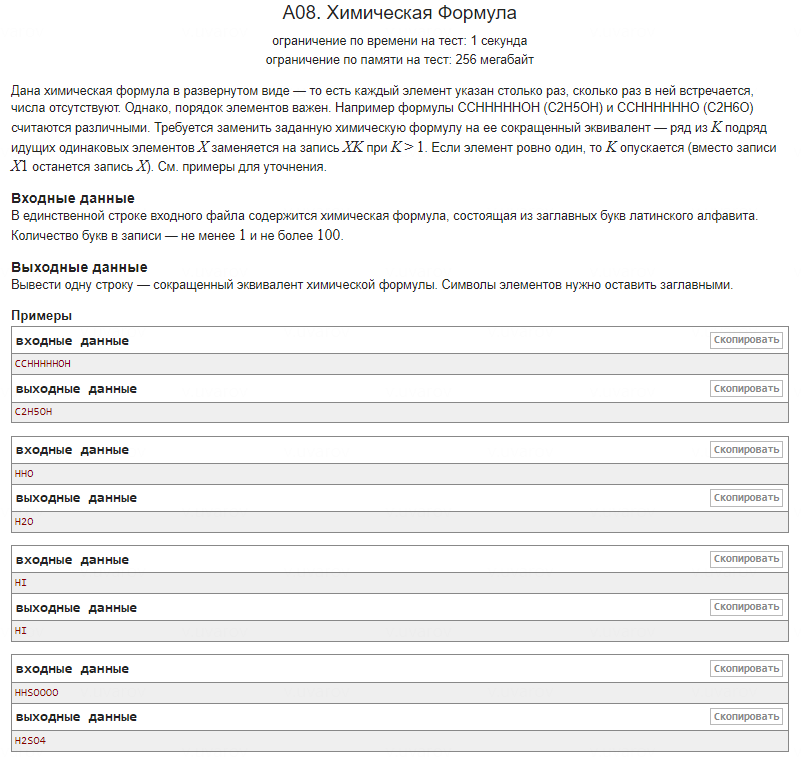 A08. Химическая Формула
ограничение по времени на тест: 1 секунда
ограничение по памяти на тест: 256 мегабайт
Дана химическая формула в развернутом виде — то есть каждый элемент указан столько раз, сколько раз в ней встречается,
числа отсутствуют. Однако, порядок элементов важен. Например формулы CCHHHHHOH (C2H5OH) и CCHHHHHHO (C2H6O)
считаются различными. Требуется заменить заданную химическую формулу на ее сокращенный эквивалент — ряд из K подряд
идущих одинаковых элементов X заменяется на запись XK при K > 1. Если элемент ровно один, то K опускается (вместо записи
X1 останется запись X). См. примеры для уточнения.
Входные данные
В единственной строке входного файла содержится химическая формула, состоящая из заглавных букв латинского алфавита.
Количество букв в записи — не менее 1 и не более 100.
Выходные данные
Вывести одну строку — сокращенный эквивалент химической формулы. Символы элементов нужно оставить заглавными.
Примеры
входные данные Скопировать
CCHHHHHOH
выходные данные Скопировать
C2H5OH
входные данные Скопировать
HHO
выходные данные Скопировать
H2O
входные данные Скопировать
HI
выходные данные Скопировать
HI
входные данные Скопировать
HHSOOOO
выходные данные Скопировать
H2SO4